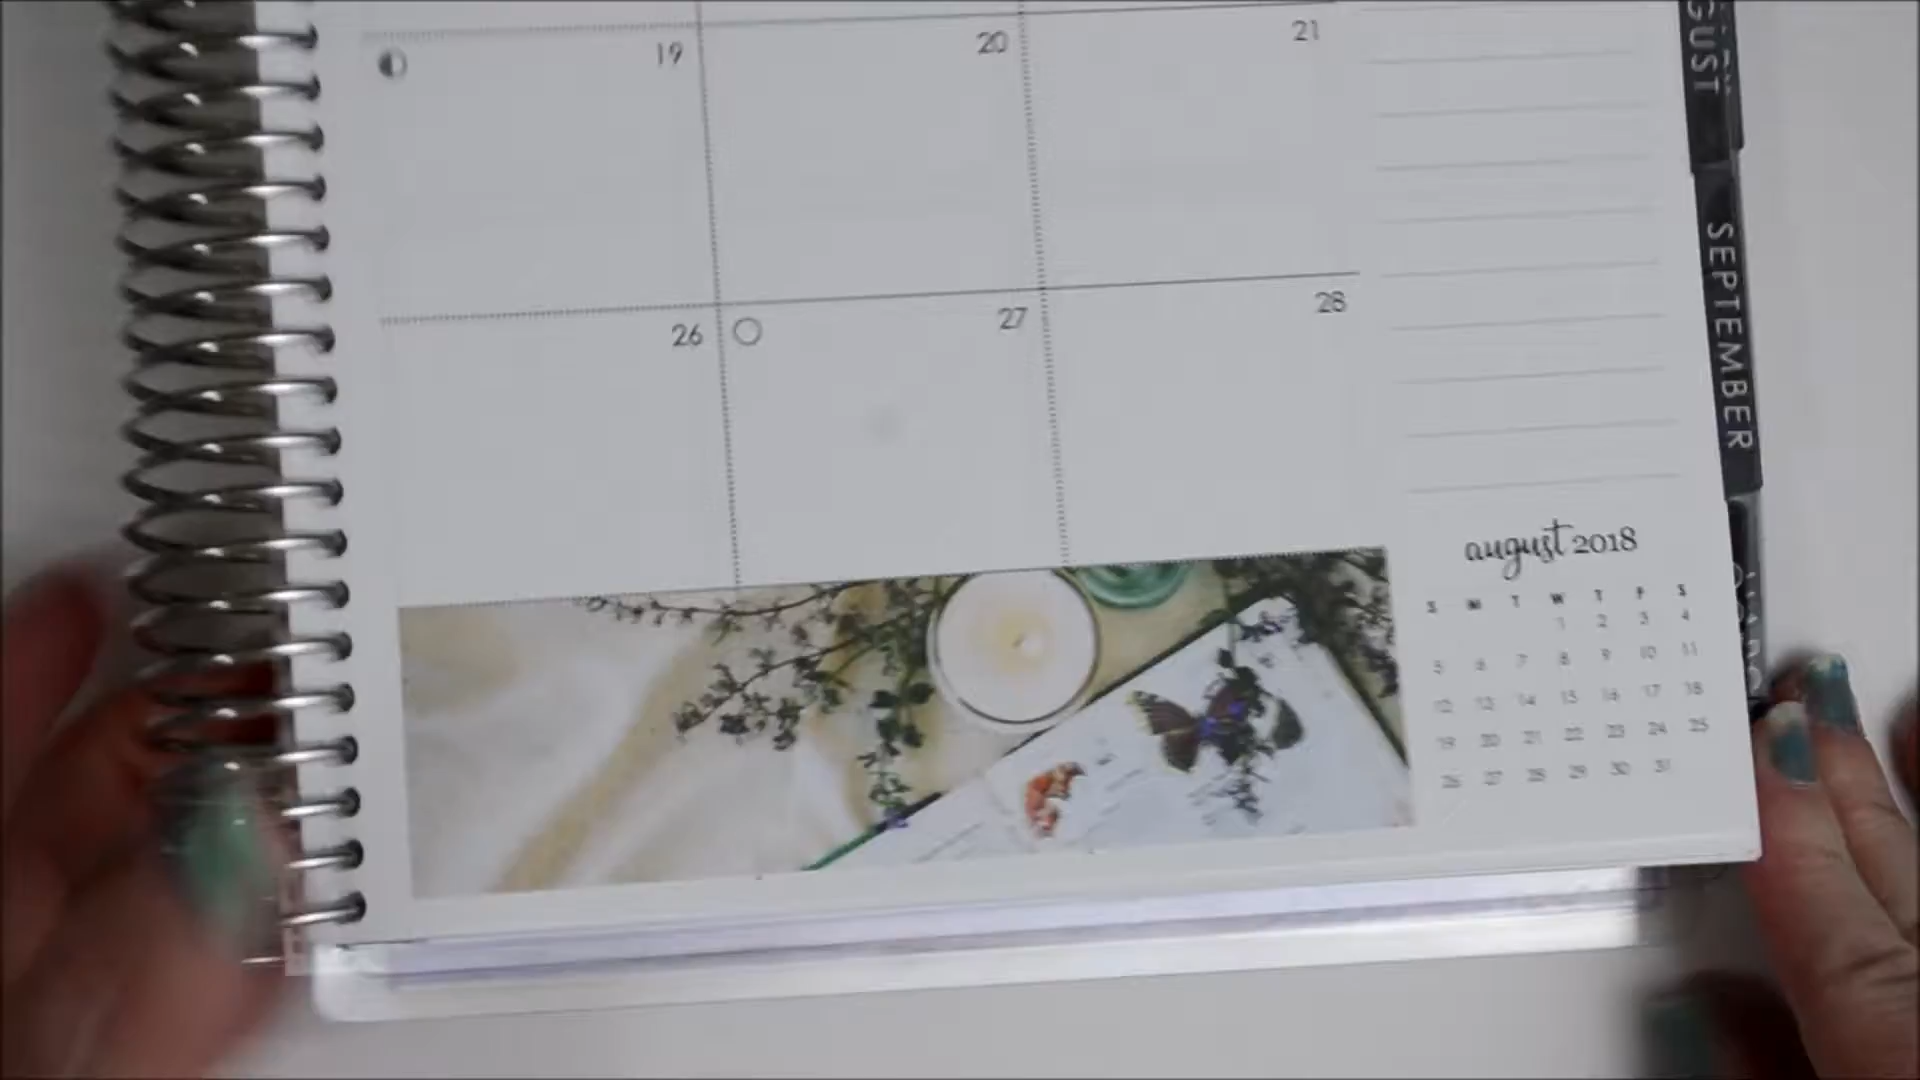 19 20 21
26 27 28
GUST
SEPTEMBER
august 2018
S M T W T F S
1 2 3 4
5 6 7 8 9 10 11
12 13 14 15 16 17 18
19 20 21 22 23 24 25
26 27 28 29 30 31